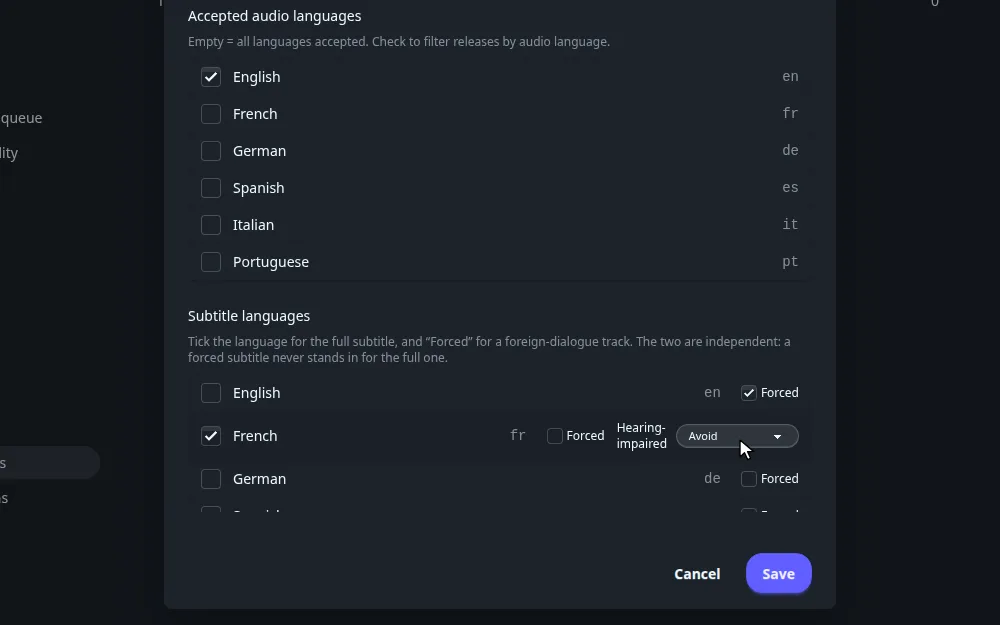 Accepted audio languages
Empty = all languages accepted. Check to filter releases by audio language.
English en
French fr
German de
Spanish es
Italian it
Portuguese pt
queue
Subtitle languages
Tick the language for the full subtitle, and “Forced” for a foreign-dialogue track. The two are independent: a
forced subtitle never stands in for the full one.
English en Forced
French fr Forced Hearing-
impaired Avoid
German de Forced
Cancel Save